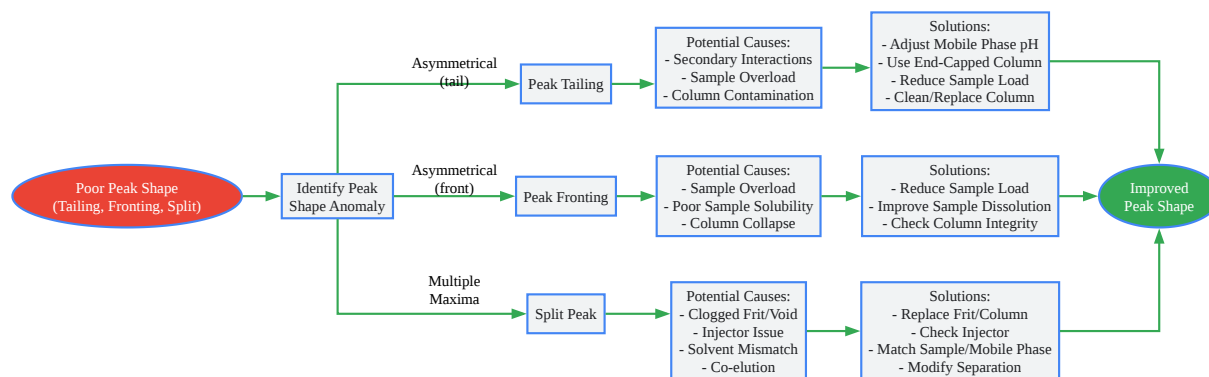 Poor Peak Shape
(Tailing, Fronting, Split)
Identify Peak
Shape Anomaly
Asymmetrical
(tail)
Peak Tailing
Potential Causes:
- Secondary Interactions
- Sample Overload
- Column Contamination
Solutions:
- Adjust Mobile Phase pH
- Use End-Capped Column
- Reduce Sample Load
- Clean/Replace Column
Asymmetrical
(front)
Peak Fronting
Potential Causes:
- Sample Overload
- Poor Sample Solubility
- Column Collapse
Solutions:
- Reduce Sample Load
- Improve Sample Dissolution
- Check Column Integrity
Multiple
Maxima
Split Peak
Potential Causes:
- Clogged Frit/Void
- Injector Issue
- Solvent Mismatch
- Co-elution
Solutions:
- Replace Frit/Column
- Check Injector
- Match Sample/Mobile Phase
- Modify Separation
Improved
Peak Shape